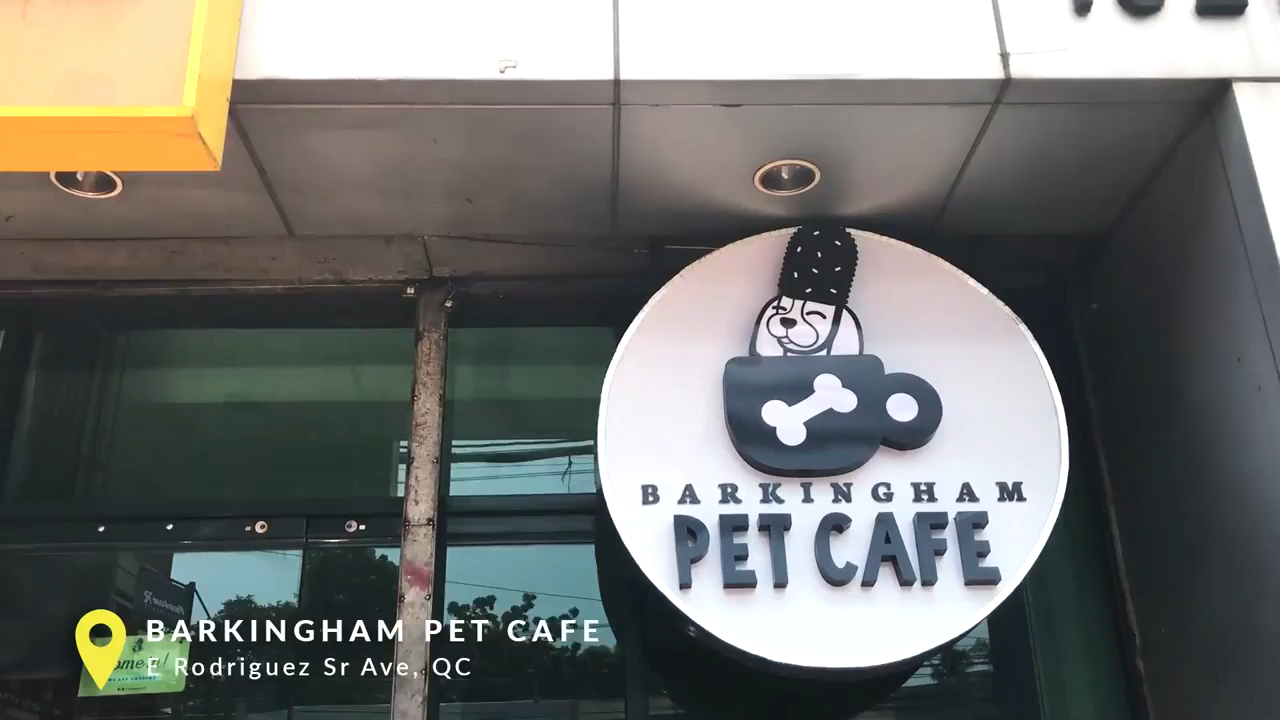 BARKINGHAM
PET CAFE
BARKINGHAM PET CAFE
E Rodriguez Sr Ave, QC